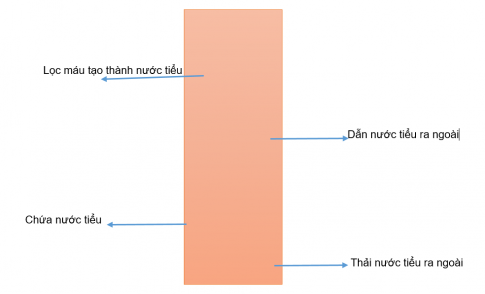 Lọc máu tạo thành nước tiểu
Dẫn nước tiểu ra ngoài
Chứa nước tiểu
Thải nước tiểu ra ngoài